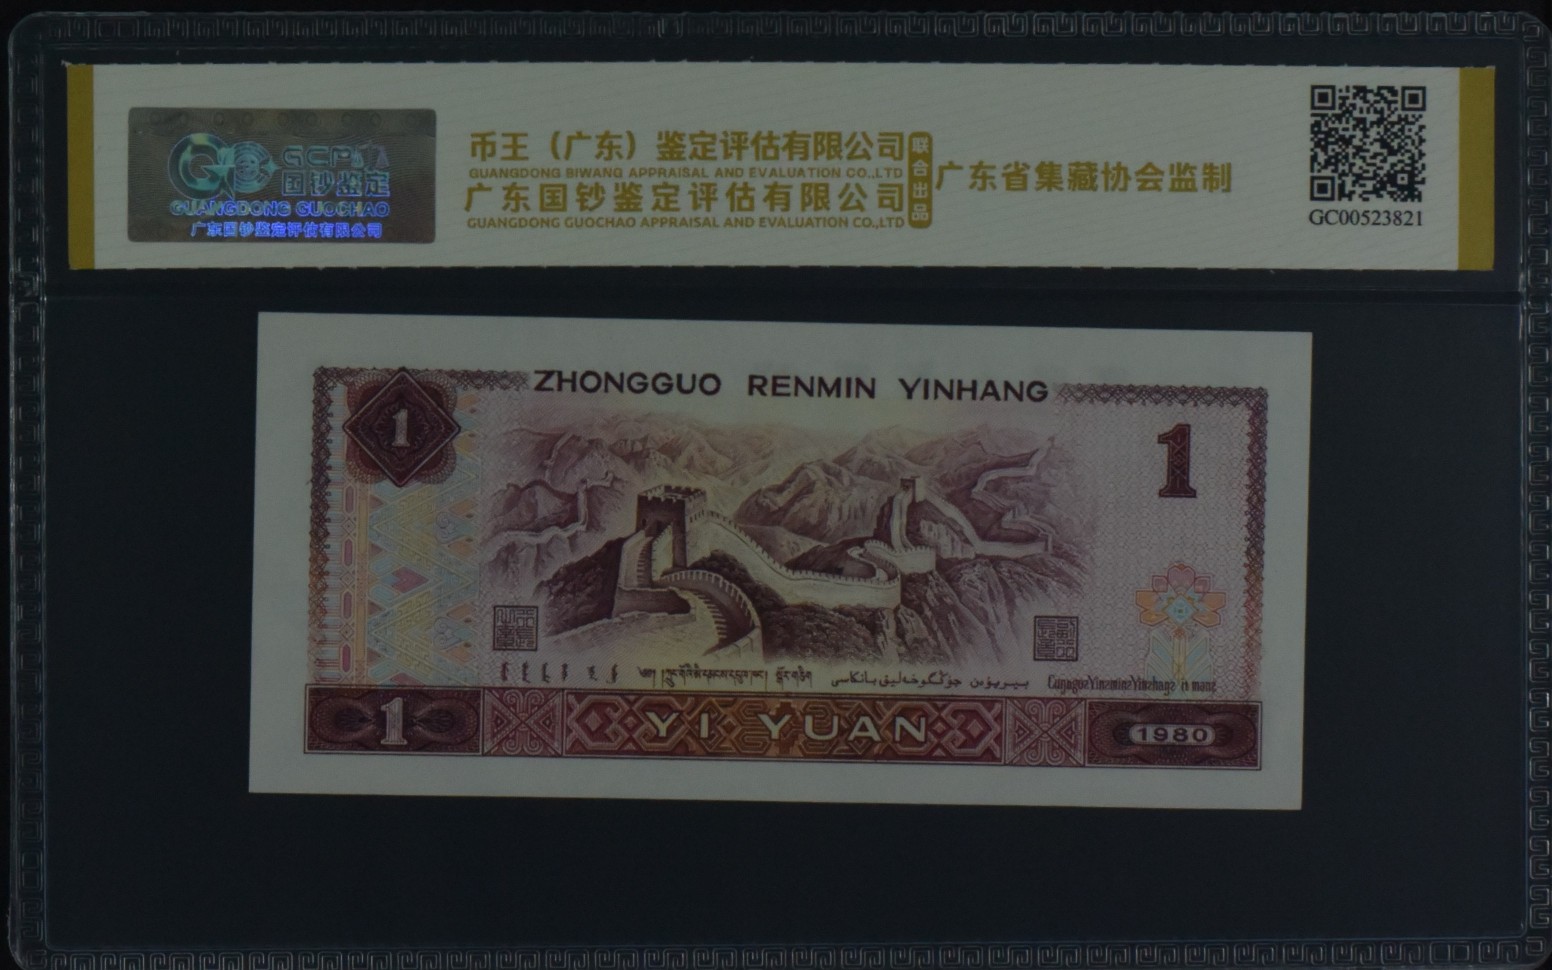 GCPA
国钞鉴定
GUANGDONG GUOCHAO
广东国钞鉴定评估有限公司
币王（广东）鉴定评估有限公司
GUANGDONG BIWANG APPRAISAL AND EVALUATION CO.,LTD
广东国钞鉴定评估有限公司
GUANGDONG GUOCHAO APPRAISAL AND EVALUATION CO.,LTD
联合出品
广东省集藏协会监制
GC00523821
ZHONGGUO RENMIN YINHANG
1
1
1
YI YUAN
1980